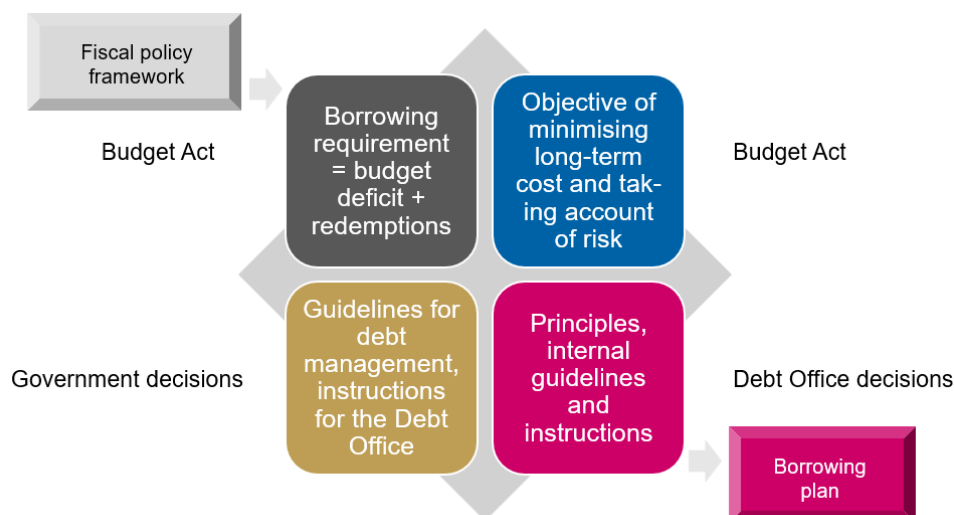 Fiscal policy
framework
Budget Act
Borrowing
requirement
= budget
deficit +
redemptions
Objective of
minimising
long-term
cost and tak-
ing account
of risk
Budget Act
Government decisions
Guidelines for
debt
management,
instructions
for the Debt
Office
Principles,
internal
guidelines
and
instructions
Debt Office decisions
Borrowing
plan